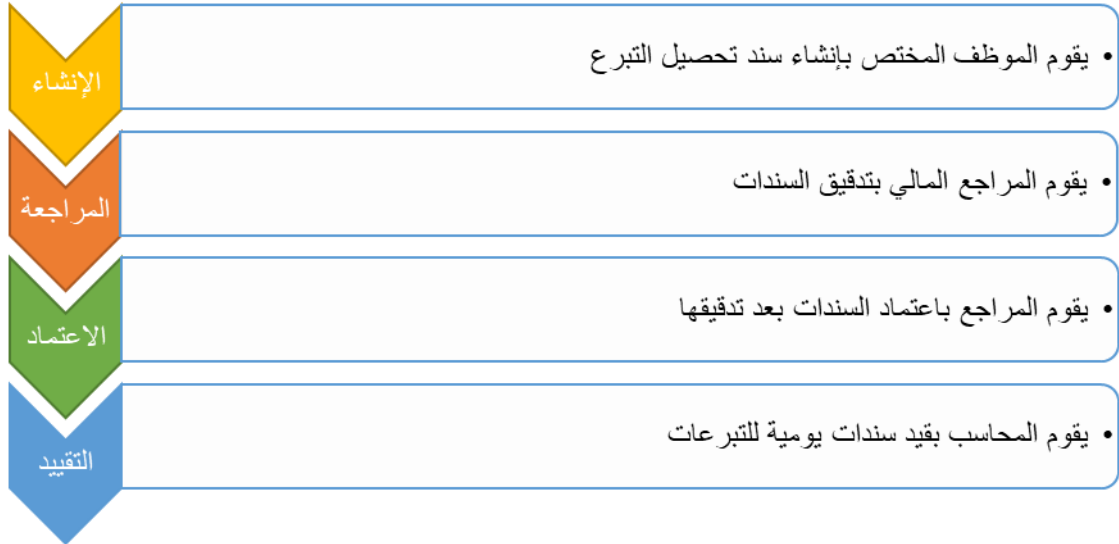 الإنشاء
• يقوم الموظف المختص بإنشاء سند تحصيل التبرع
المراجعة
• يقوم المراجع المالي بتدقيق السندات
الاعتماد
• يقوم المراجع باعتماد السندات بعد تدقيقها
التقييد
• يقوم المحاسب بقيد سندات يومية للتبرعات